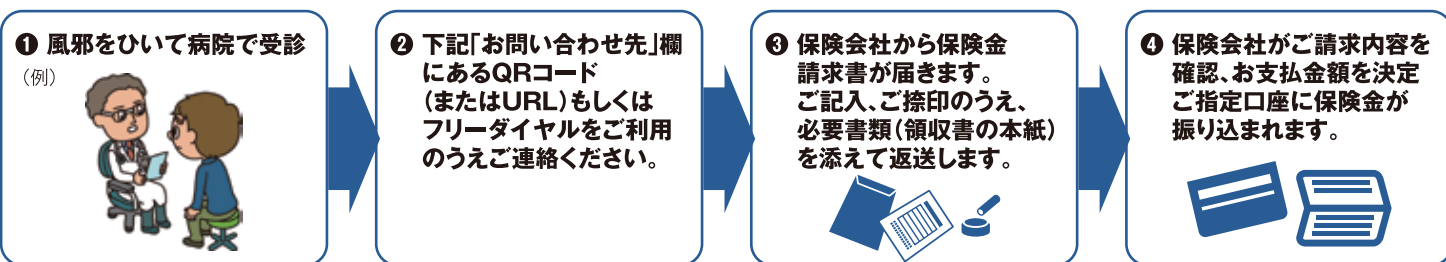 ❶ 風邪をひいて病院で受診
（例）
❷ 下記「お問い合わせ先」欄
にあるQRコード
（またはURL）もしくは
フリーダイヤルをご利用
のうえご連絡ください。
❸ 保険会社から保険金
請求書が届きます。
ご記入、ご捺印のうえ、
必要書類（領収書の本紙）
を添えて返送します。
❹ 保険会社がご請求内容を
確認、お支払金額を決定
ご指定口座に保険金が
振り込まれます。